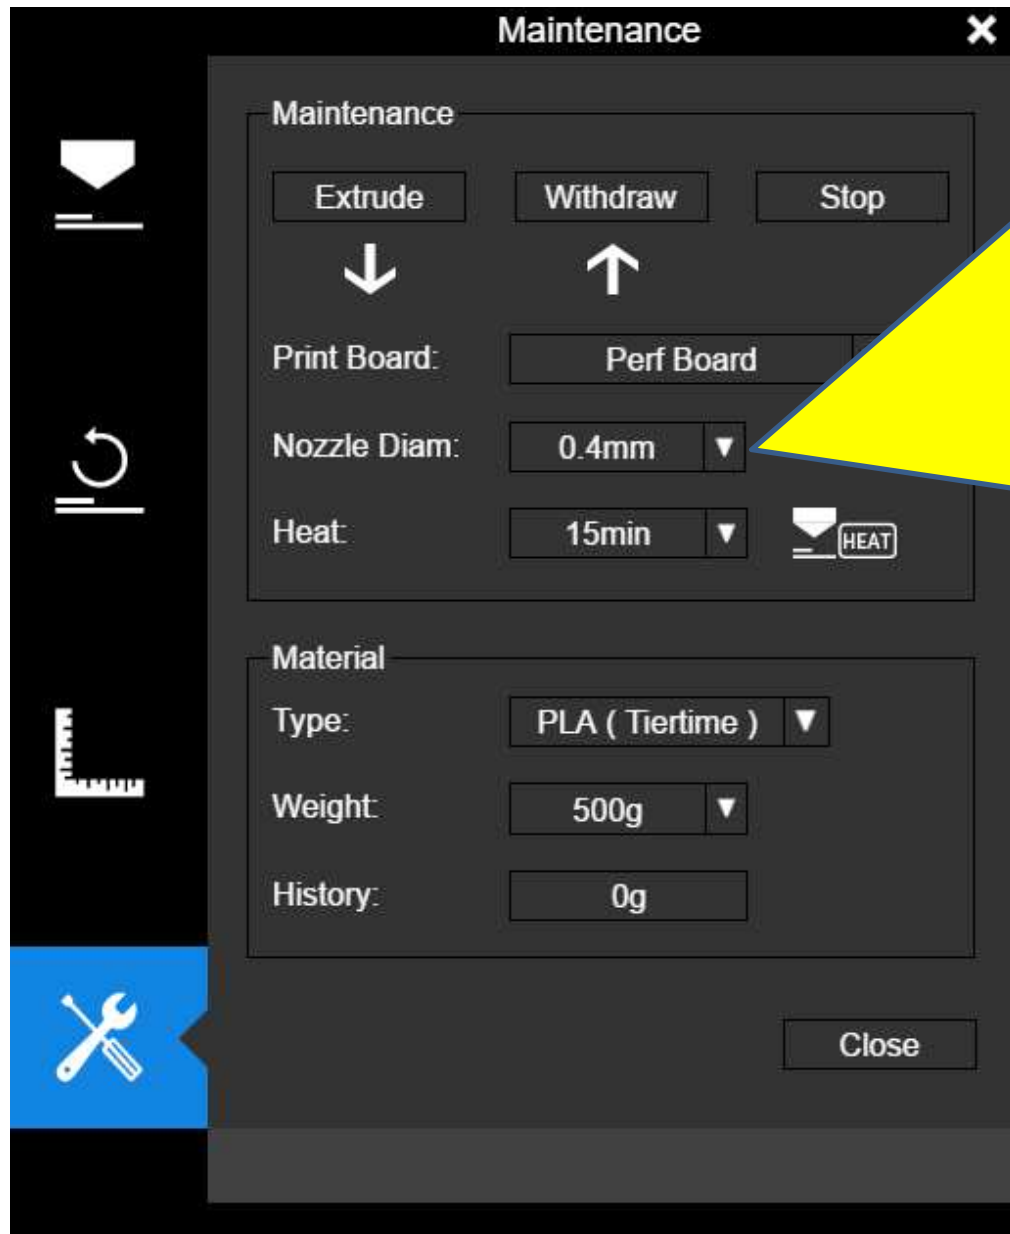 Maintenance
Maintenance
Extrude Withdraw Stop
Print Board: Perf Board
Nozzle Diam: 0.4mm
Heat: 15min HEAT
Material
Type: PLA ( Tiertime )
Weight: 500g
History: 0g
Close